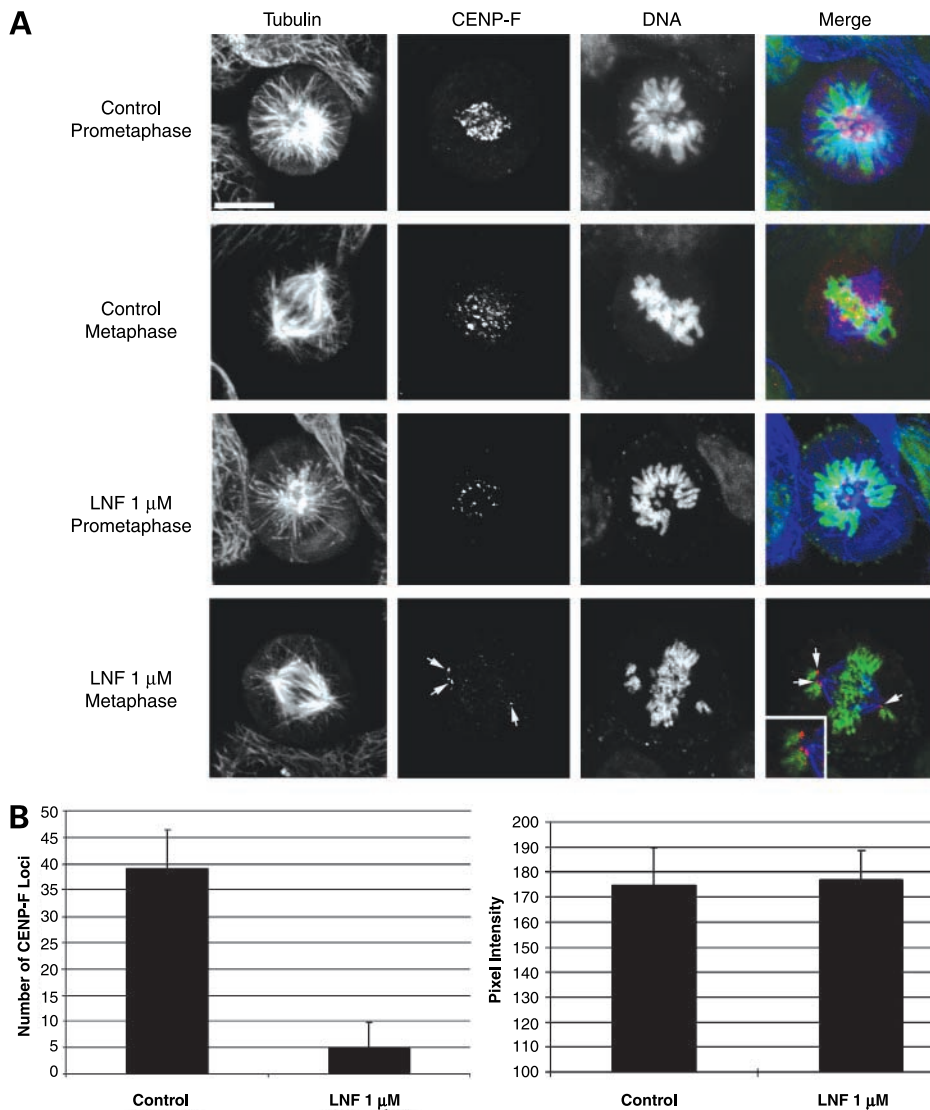 A
Tubulin CENP-F DNA Merge
Control
Prometaphase
Control
Metaphase
LNF 1 μM
Prometaphase
LNF 1 μM
Metaphase
B
Number of CENP-F Loci
50
45
40
35
30
25
20
15
10
5
0
Control LNF 1 μM
Pixel Intensity
200
190
180
170
160
150
140
130
120
110
100
Control LNF 1 μM